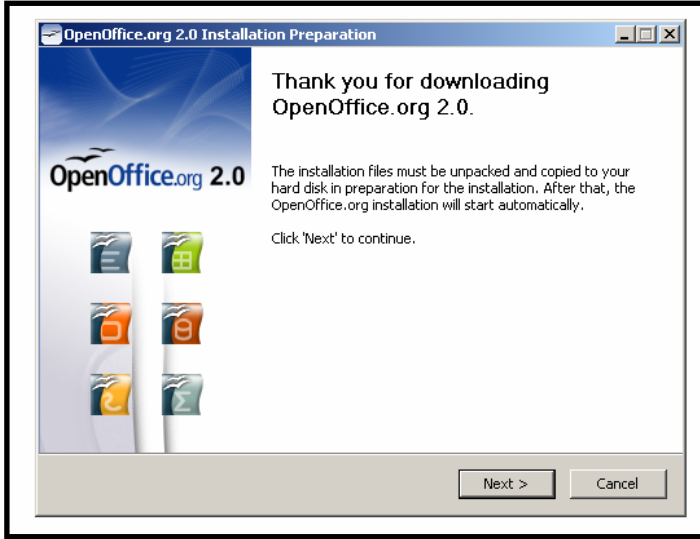 OpenOffice.org 2.0 Installation Preparation
Thank you for downloading
OpenOffice.org 2.0.
OpenOffice.org 2.0
The installation files must be unpacked and copied to your
hard disk in preparation for the installation. After that, the
OpenOffice.org installation will start automatically.
Click 'Next' to continue.
Next >
Cancel